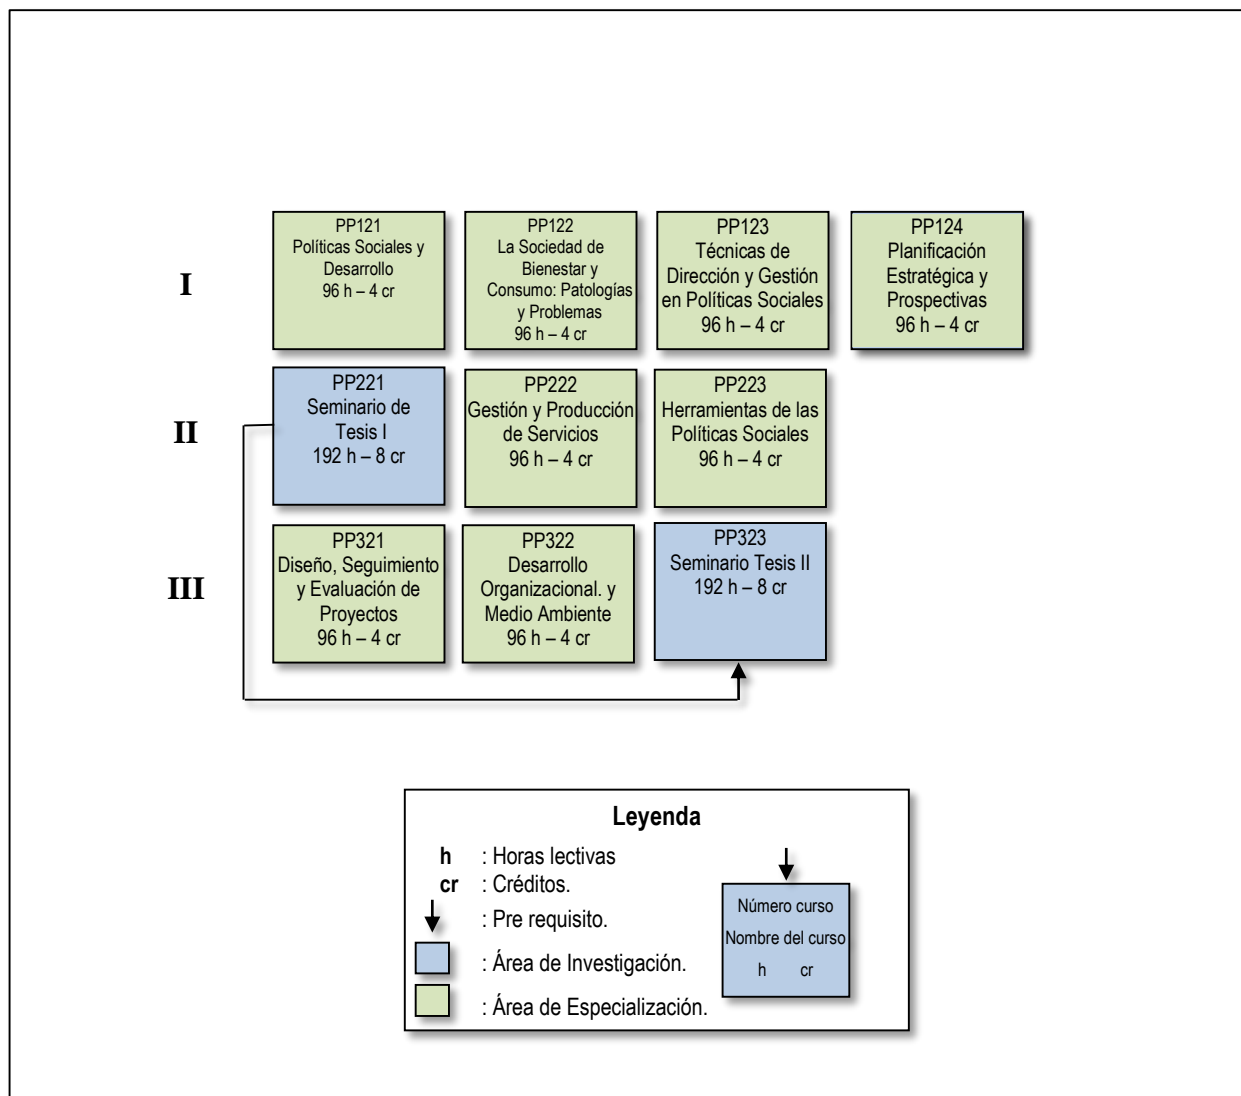 I
PP121
Políticas Sociales y
Desarrollo
96 h – 4 cr
PP122
La Sociedad de
Bienestar y
Consumo: Patologías
y Problemas
96 h – 4 cr
PP123
Técnicas de
Dirección y Gestión
en Políticas Sociales
96 h – 4 cr
PP124
Planificación
Estratégica y
Prospectivas
96 h – 4 cr
II
PP221
Seminario de
Tesis I
192 h – 8 cr
PP222
Gestión y Producción
de Servicios
96 h – 4 cr
PP223
Herramientas de las
Políticas Sociales
96 h – 4 cr
III
PP321
Diseño, Seguimiento
y Evaluación de
Proyectos
96 h – 4 cr
PP322
Desarrollo
Organizacional. y
Medio Ambiente
96 h – 4 cr
PP323
Seminario Tesis II
192 h – 8 cr
Leyenda
h : Horas lectivas
cr : Créditos.
: Pre requisito.
: Área de Investigación.
: Área de Especialización.
Número curso
Nombre del curso
h cr